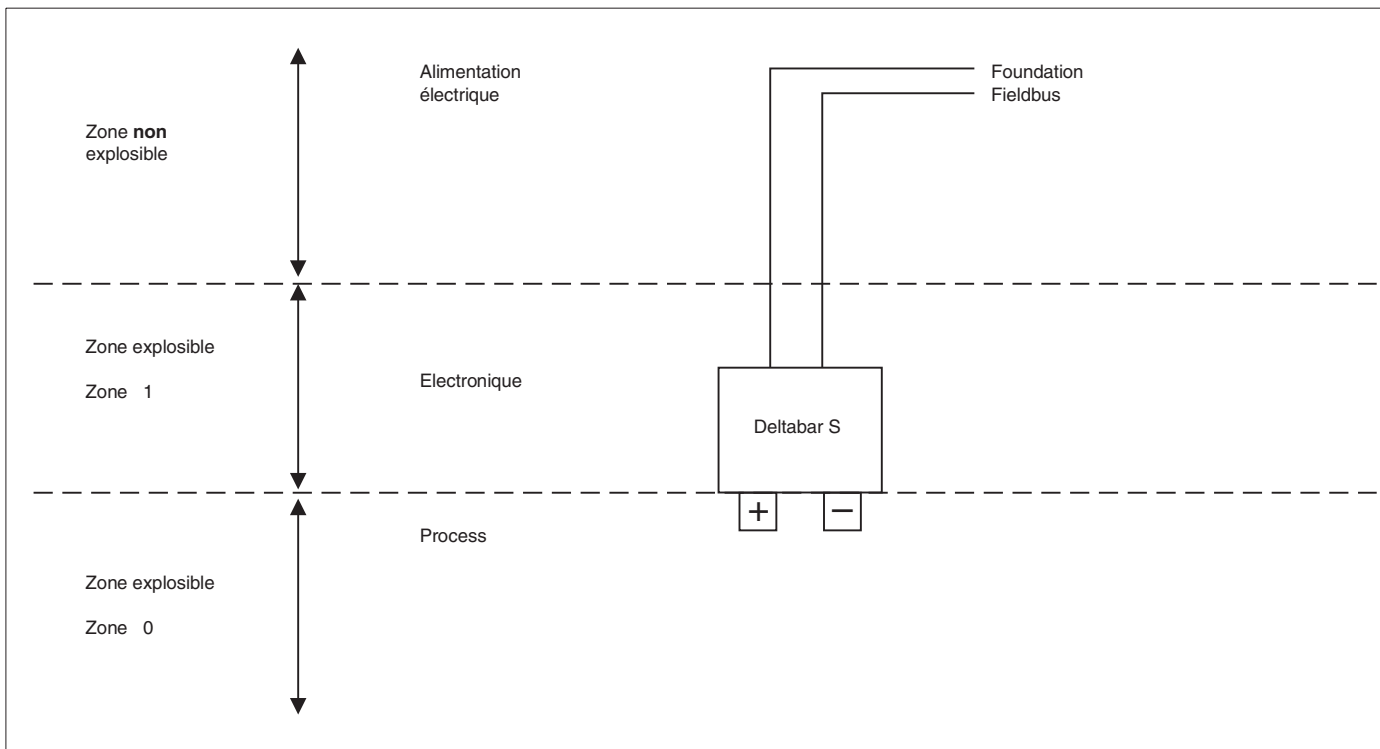 Alimentation
électrique
Foundation
Fieldbus
Zone non
explosible
Zone explosible
Zone 1
Electronique
Deltabar S
+ −
Process
Zone explosible
Zone 0